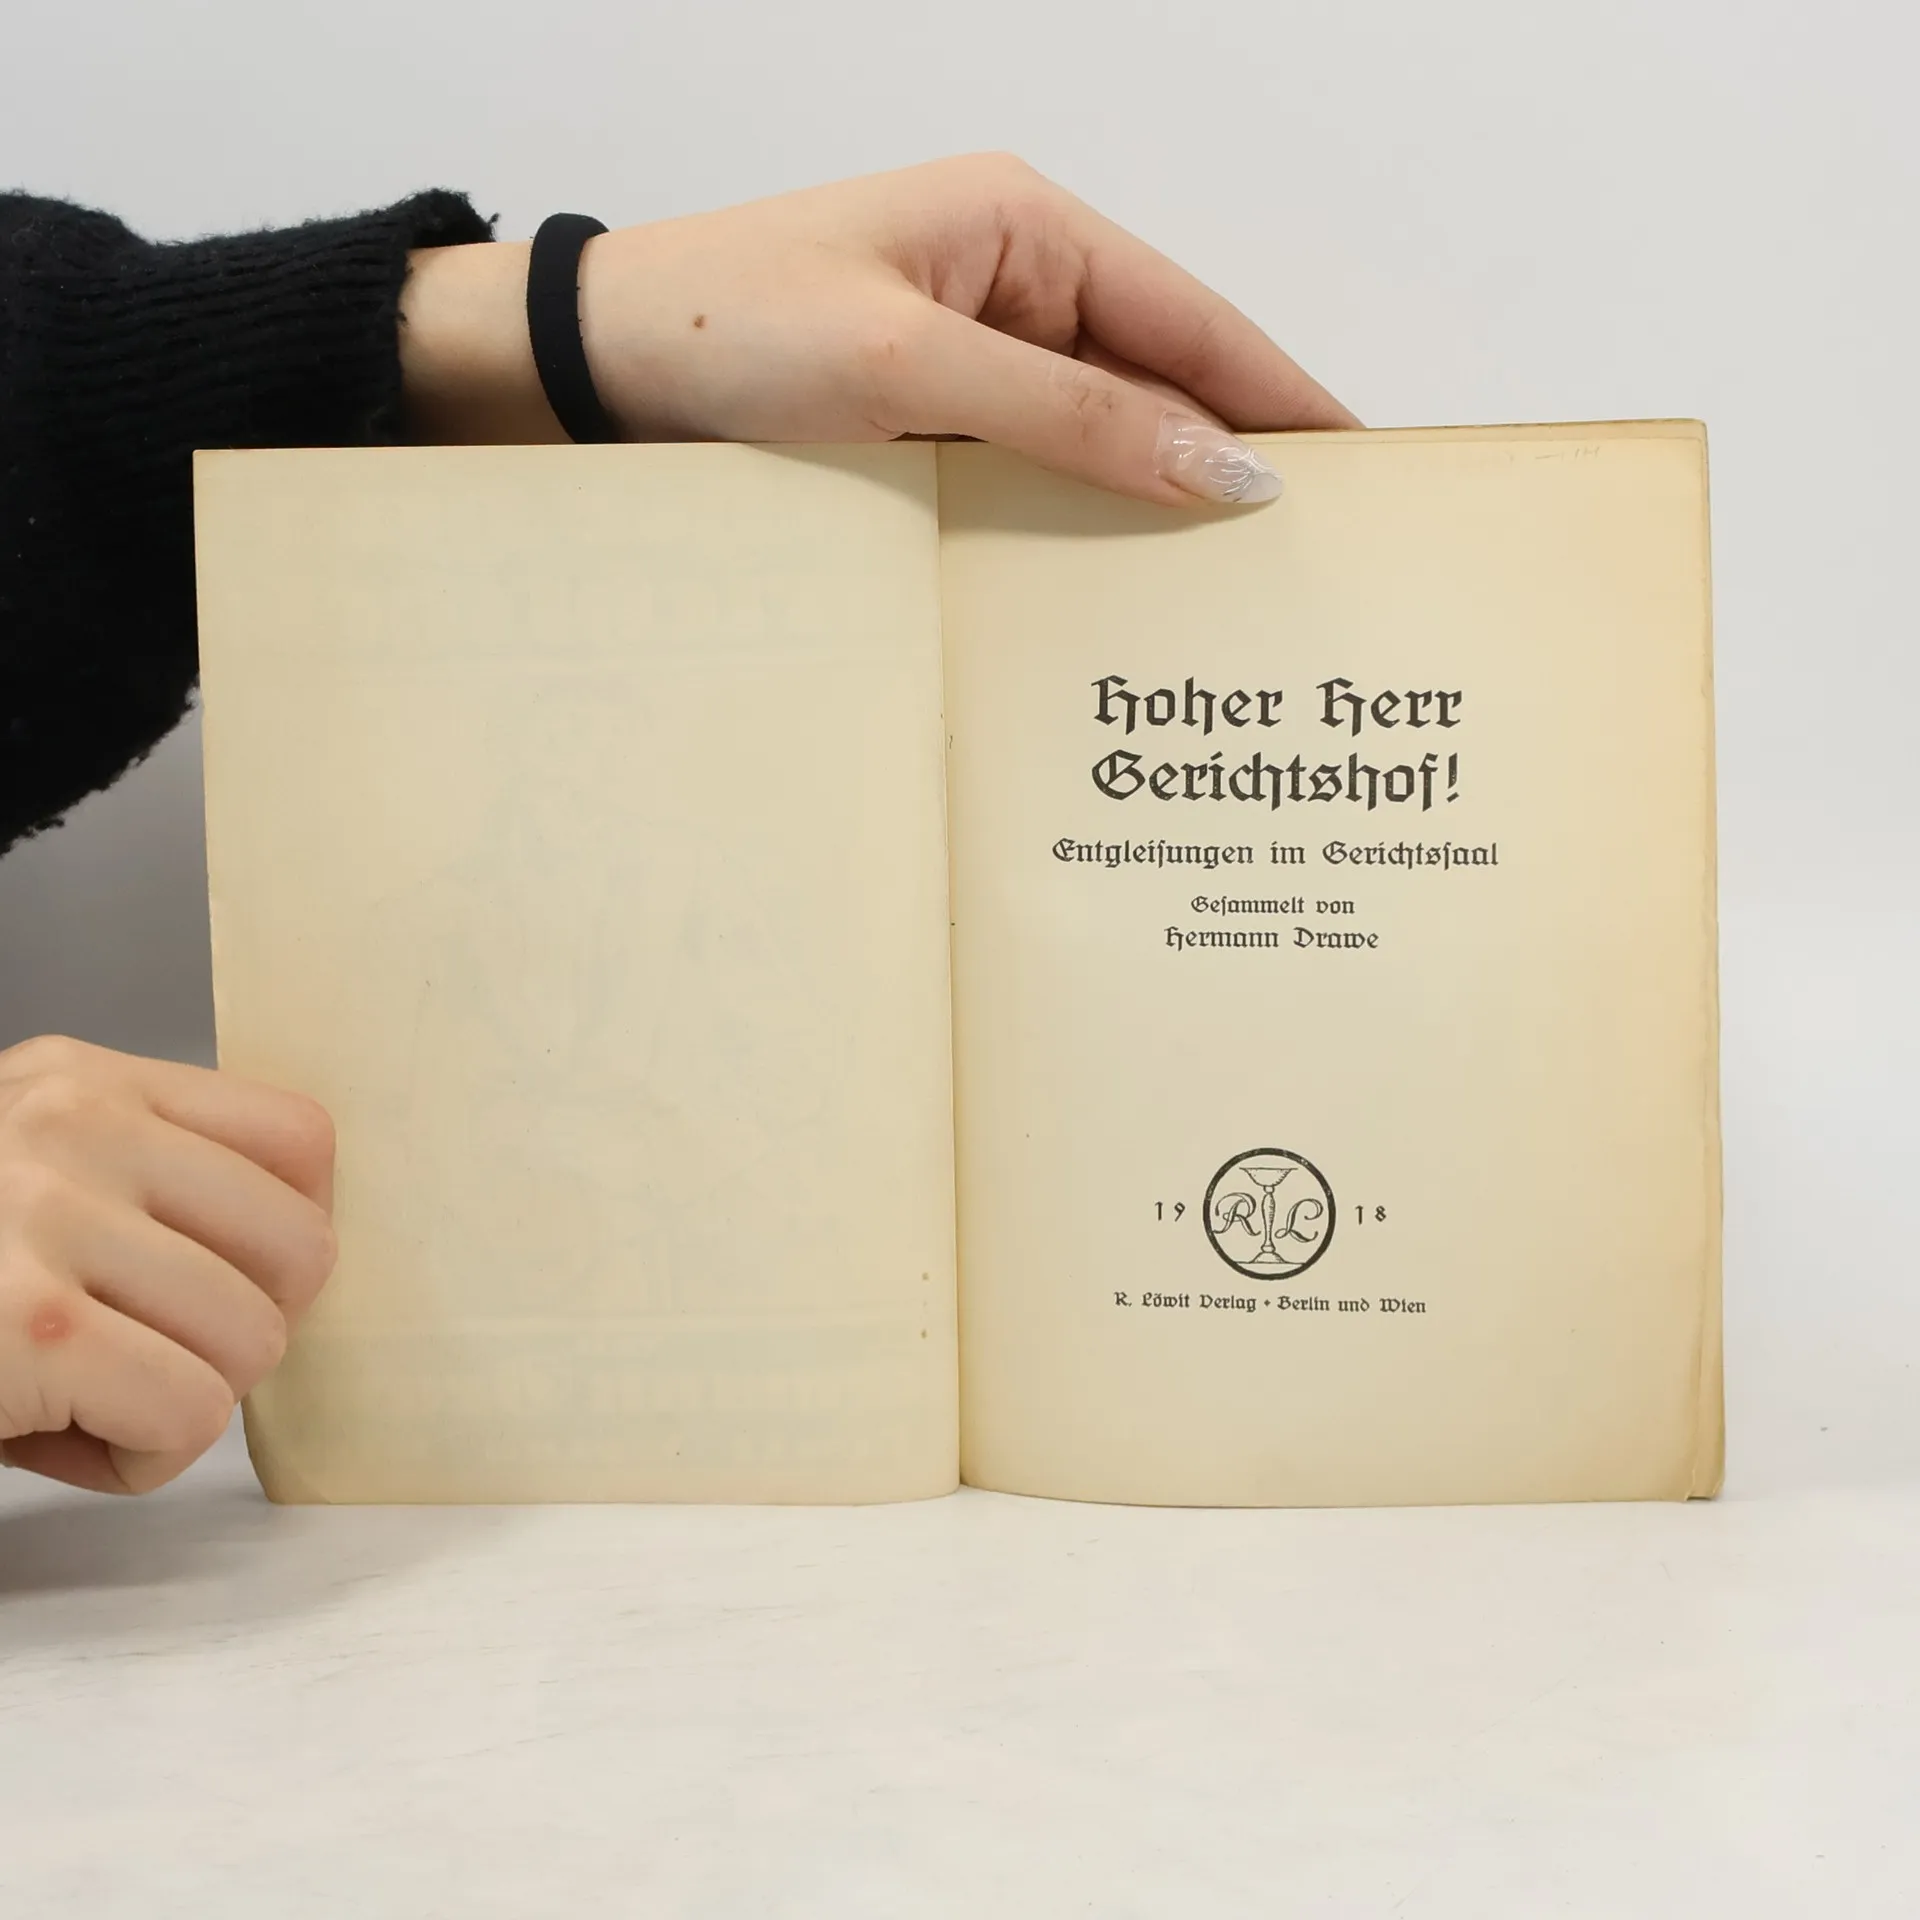 Hoher Herr
Gerichtshof!
Entgleiſungen im Gerichtsſaal
Geſammelt von
Hermann Drawe
19 RL 18
R. Löwit Verlag • Berlin und Wien